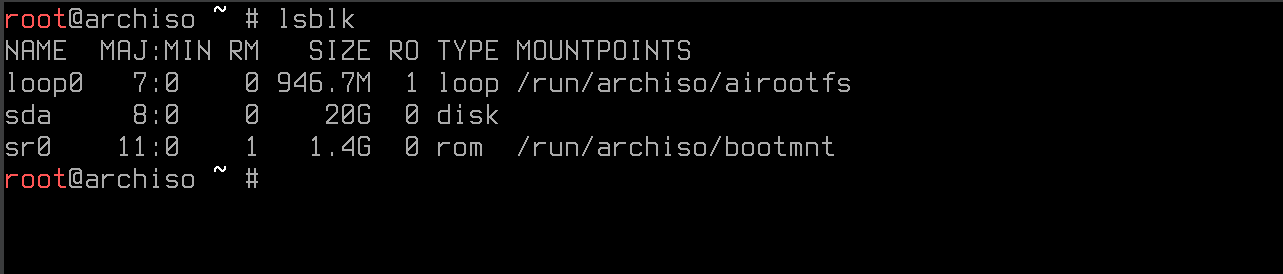 root@archiso ~ # lsblk
NAME  MAJ:MIN RM   SIZE RO TYPE MOUNTPOINTS
loop0   7:0    0 946.7M  1 loop /run/archiso/airootfs
sda     8:0    0    20G  0 disk
sr0    11:0    1   1.4G  0 rom  /run/archiso/bootmnt
root@archiso ~ #